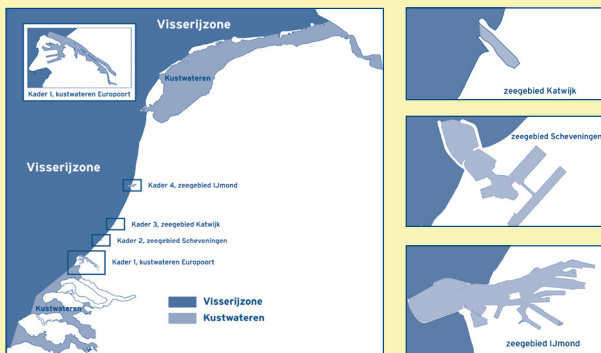 Visserijzone
Kader 1, kustwateren Europoort
Kustwateren
Visserijzone
Kader 4, zeegebied IJmond
Kader 3, zeegebied Katwijk
Kader 2, zeegebied Scheveningen
Kader 1, kustwateren Europoort
Kustwateren
Visserijzone
Kustwateren
zeegebied Katwijk
zeegebied Scheveningen
zeegebied IJmond